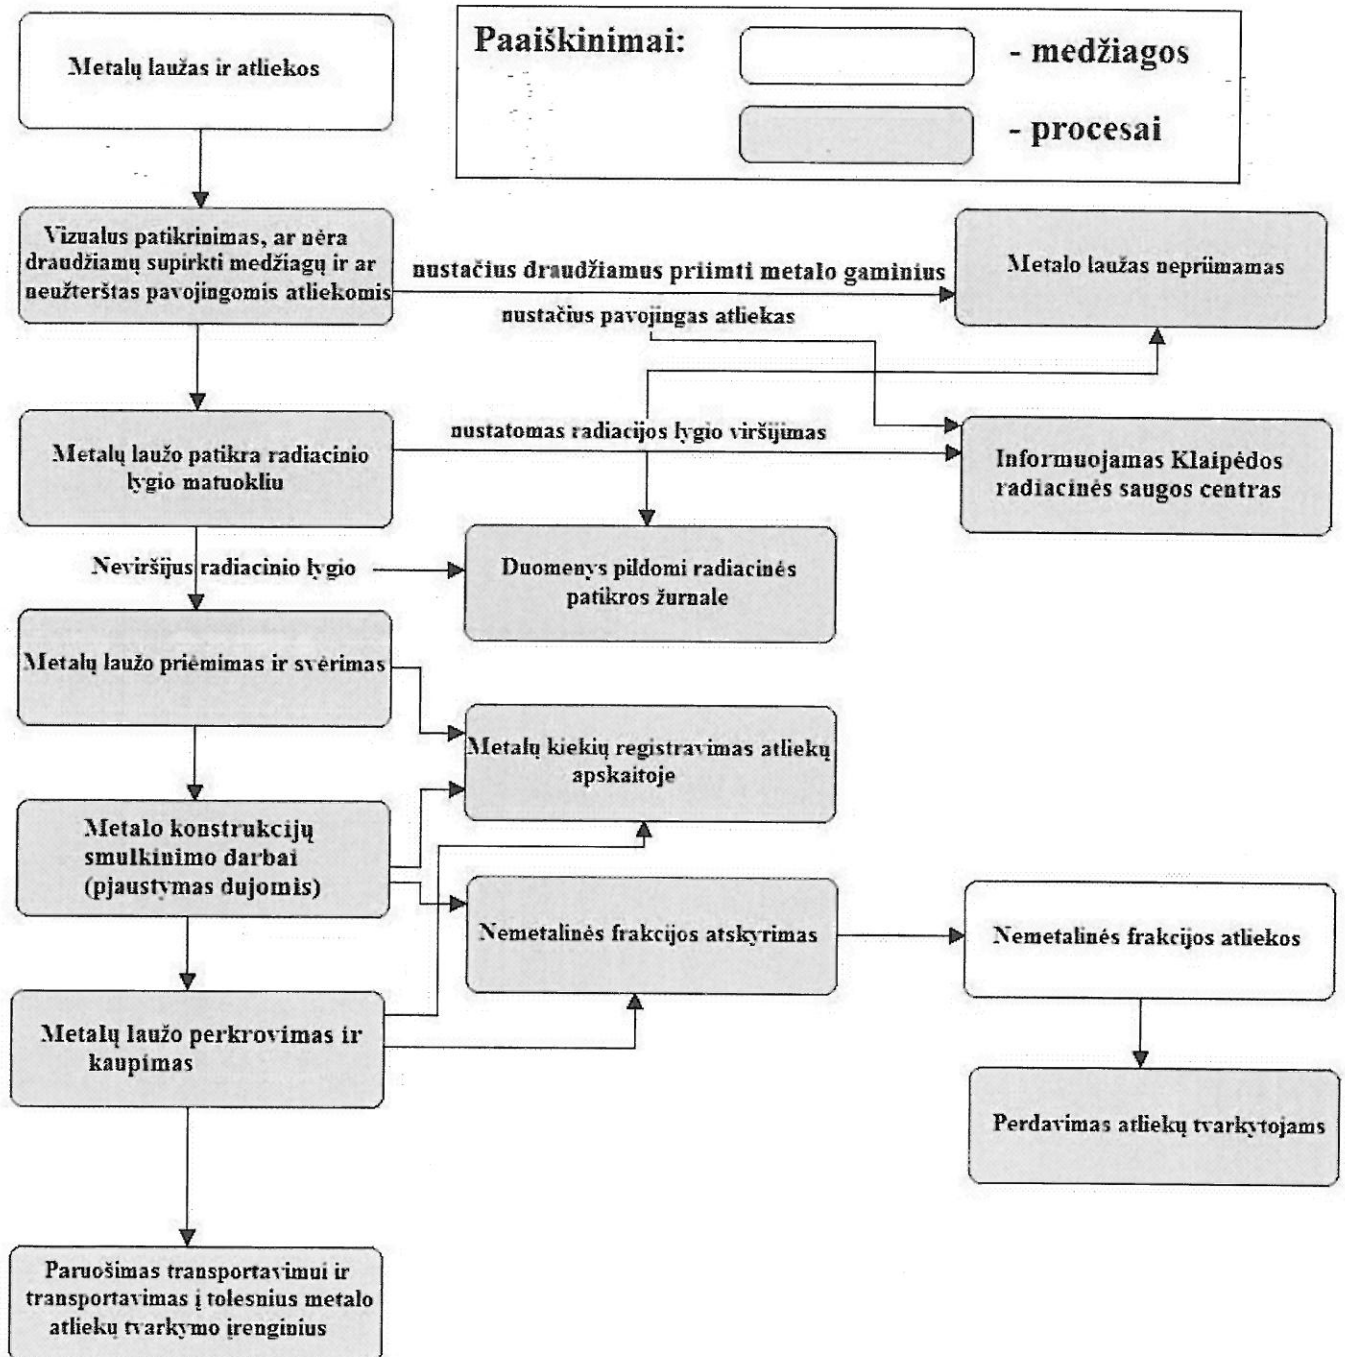 Paaiškinimai:
- medžiagos
- procesai
Metalų laužas ir atliekos
Vizualus patikrinimas, ar nėra
draudžiamų supirkti medžiagų ir ar
neužterštas pavojingomis atliekomis
nustačius draudžiamus priimti metalo gaminius
nustačius pavojingas atliekas
Metalo laužas nepriimamas
Metalų laužo patikra radiacinio
lygio matuokliu
nustatomas radiacijos lygio viršijimas
Informuojamas Klaipėdos
radiacinės saugos centras
Neviršijus radiacinio lygio
Duomenys pildomi radiacinės
patikros žurnale
Metalų laužo priėmimas ir svėrimas
Metalų kiekių registravimas atliekų
apskaitoje
Metalo konstrukcijų
smulkinimo darbai
(pjaustymas dujomis)
Nemetalinės frakcijos atskyrimas
Nemetalinės frakcijos atliekos
Metalų laužo perkrovimas ir
kaupimas
Perdavimas atliekų tvarkytojams
Paruošimas transportavimui ir
transportavimas į tolesnius metalo
atliekų tvarkymo įrenginius